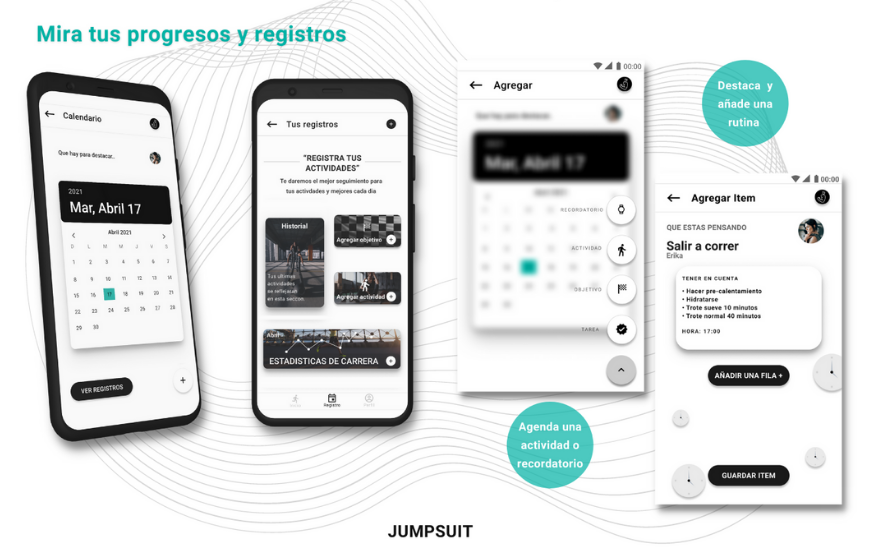 Mira tus progresos y registros
Calendario
Que hay para destacar..
2021
Mar, Abril 17
Abril 2021
D L M M J V S
1 2 3 4 5 6 7
8 9 10 11 12 13 14
15 16 17 18 19 20 21
22 23 24 25 26 27 28
29 30
VER REGISTROS
+
Tus registros
"REGISTRA TUS
ACTIVIDADES"
Te daremos el mejor seguimiento para
tus actividades y mejores cada día
Historial
Tus ultimas
actividades
se reflejan
en esta sección
Agregar objetivo
Agregar actividad
Abril
ESTADISTICAS DE CARRERA
Registro
00:00
Agregar
Que hay para destacar
2021
Mar, Abril 17
Abril 2021
RECORDATORIO
ACTIVIDAD
OBJETIVO
TAREA
Agenda una
actividad o
recordatorio
Destaca y
añade una
rutina
00:00
Agregar Item
QUE ESTAS PENSANDO
Salir a correr
Erika
TENER EN CUENTA
• Hacer pre-calentamiento
• Hidratarse
• Trote sueve 10 minutos
• Trote normal 40 minutos
HORA: 17:00
AÑADIR UNA FILA +
GUARDAR ITEM
JUMPSUIT